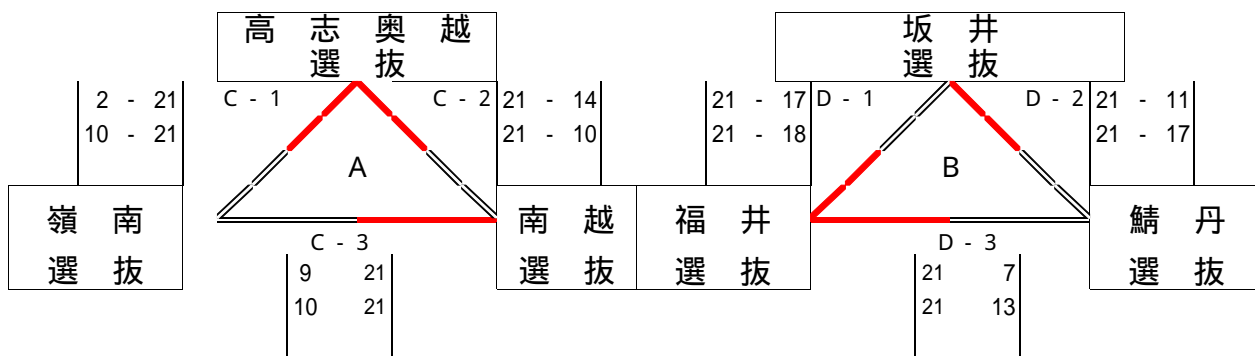 高 志 奥 越
選 抜
坂 井
選 抜
2 - 21
10 - 21
C - 1
C - 2
21 - 14
21 - 10
21 - 17
21 - 18
D - 1
D - 2
21 - 11
21 - 17
A
B
嶺 南
選 抜
南 越
選 抜
福 井
選 抜
鯖 丹
選 抜
C - 3
9 21
10 21
D - 3
21 7
21 13